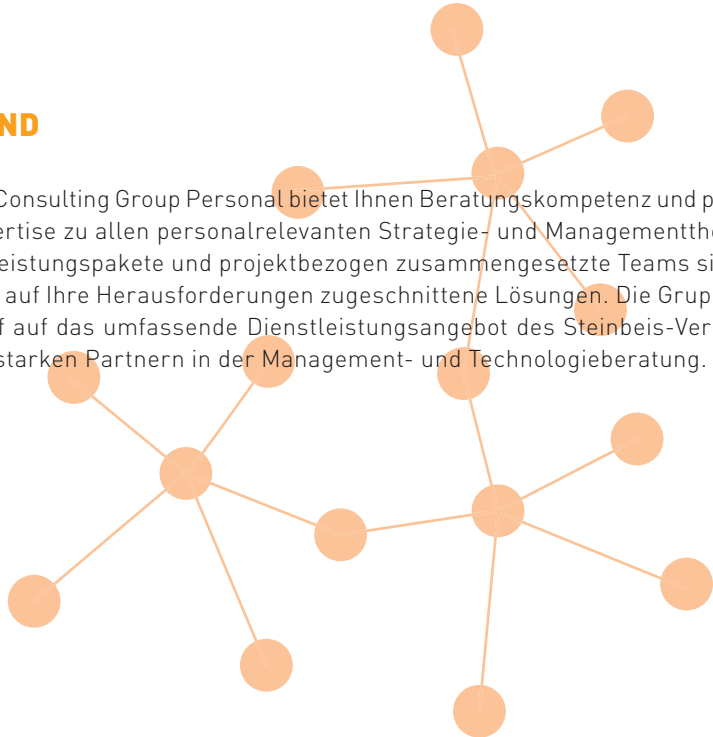 ND
Consulting Group Personal bietet Ihnen Beratungskompetenz und p
ertise zu allen personalrelevanten Strategie- und Managementthe
eistungspakete und projektbezogen zusammengesetzte Teams si
auf Ihre Herausforderungen zugeschnittene Lösungen. Die Grup
f auf das umfassende Dienstleistungsangebot des Steinbeis-Ver
starken Partnern in der Management- und Technologieberatung.